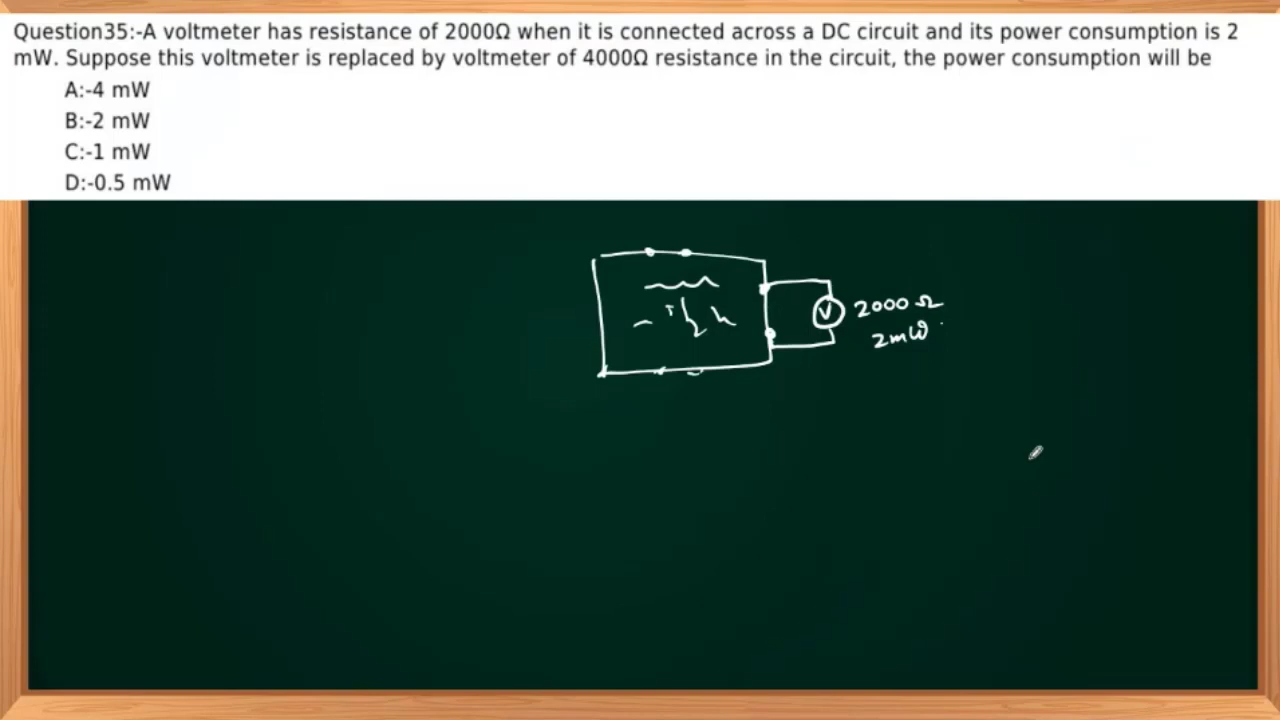 Question35:-A voltmeter has resistance of 2000Ω when it is connected across a DC circuit and its power consumption is 2
mW. Suppose this voltmeter is replaced by voltmeter of 4000Ω resistance in the circuit, the power consumption will be
A:-4 mW
B:-2 mW
C:-1 mW
D:-0.5 mW
V 2000 Ω
2mW